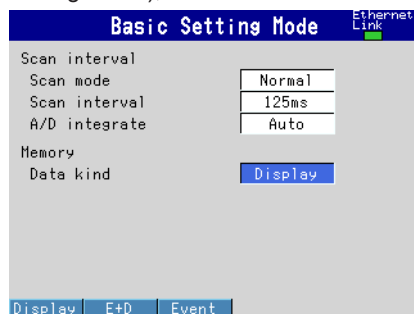 Basic Setting Mode
Ethernet
Link
Scan interval
Scan mode Normal
Scan interval 125ms
A/D integrate Auto
Memory
Data kind Display
Display E+D Event